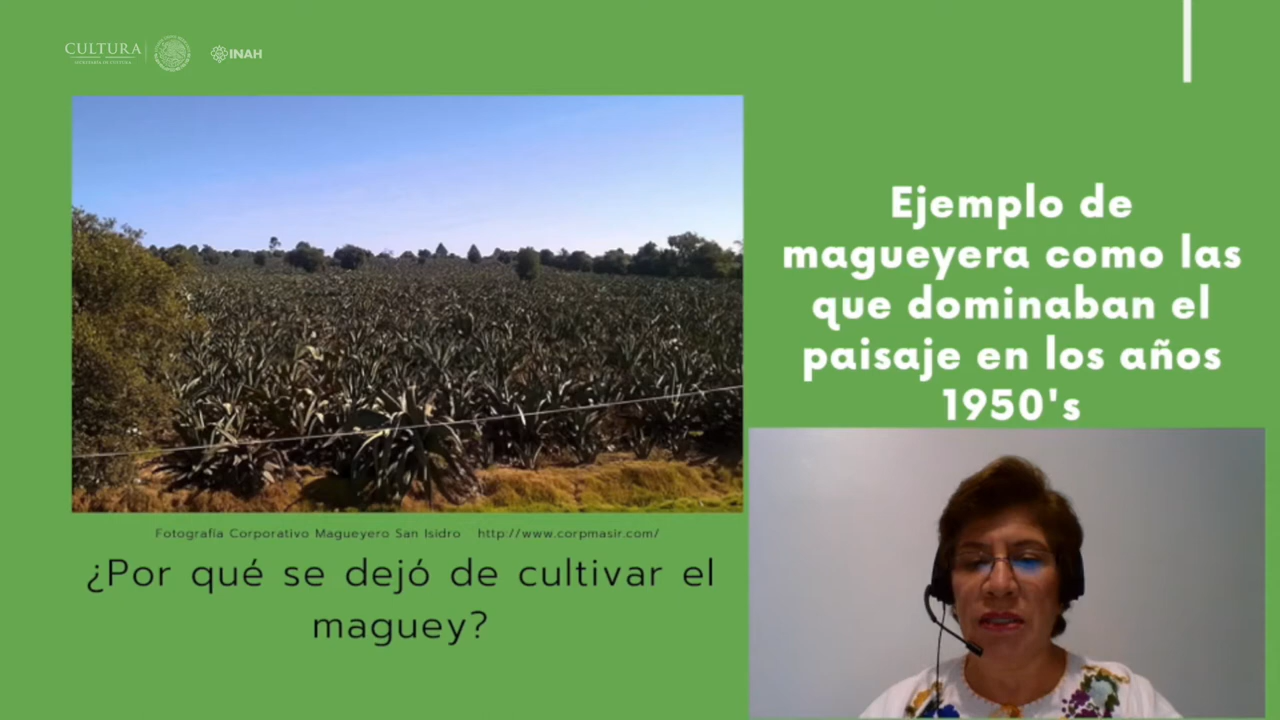 CULTURA
SECRETARÍA DE CULTURA
INAH
Ejemplo de
magueyera como las
que dominaban el
paisaje en los años
1950's
Fotografía Corporativo Magueyero San Isidro http://www.corpmasir.com/
¿Por qué se dejó de cultivar el
maguey?